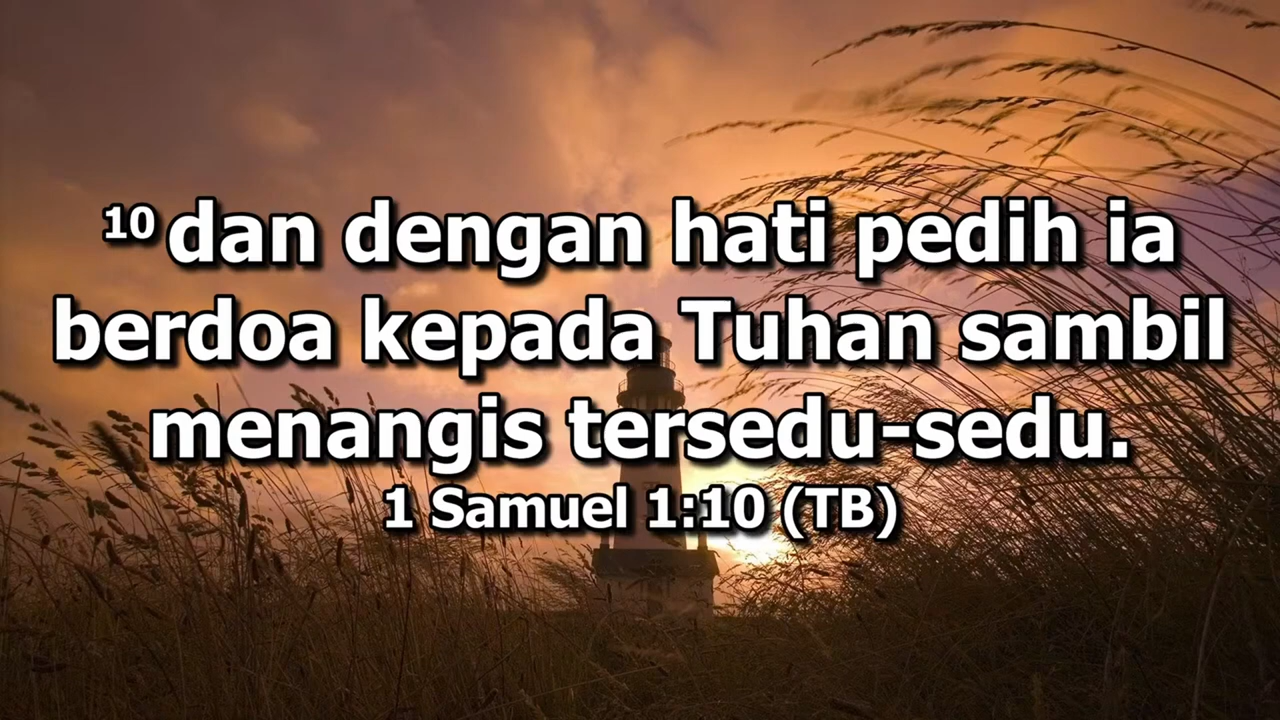 10 dan dengan hati pedih ia
berdoa kepada Tuhan sambil
menangis tersedu-sedu.
1 Samuel 1:10 (TB)